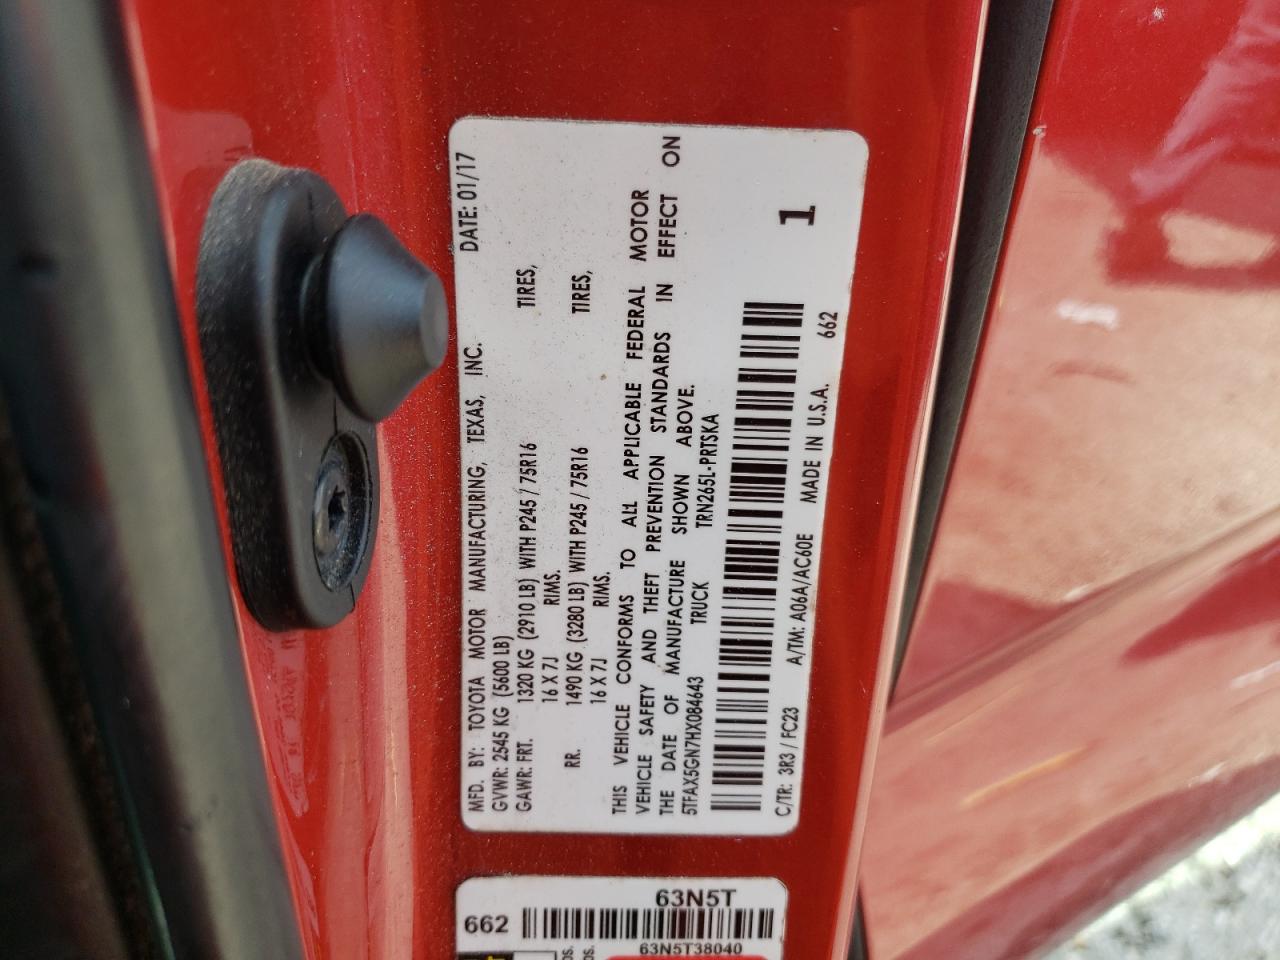 MFD. BY: TOYOTA MOTOR MANUFACTURING, TEXAS, INC. DATE: 01/17
GVWR: 2545 KG (5600 LB)
GAWR: FRT. 1320 KG (2910 LB) WITH P245 / 75R16 TIRES,
16 X 7J RIMS.
RR. 1490 KG (3280 LB) WITH P245 / 75R16 TIRES,
16 X 7J RIMS.
THIS VEHICLE CONFORMS TO ALL APPLICABLE FEDERAL MOTOR
VEHICLE SAFETY AND THEFT PREVENTION STANDARDS IN EFFECT ON
THE DATE OF MANUFACTURE SHOWN ABOVE.
5TFAX5GN7HX084643 TRUCK TRN265L-PRTSKA
C/TR: 3R3 / FC23 A/TM: A06A/AC60E MADE IN U.S.A. 662
1
63N5T
662
63N5T38040